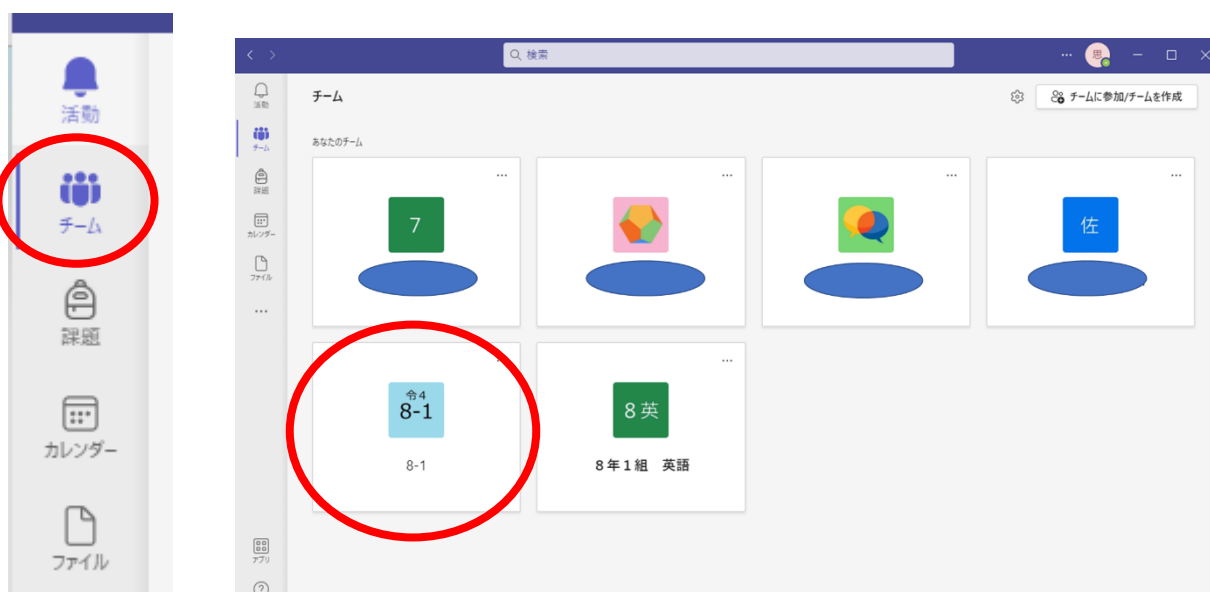 活動
チーム
課題
カレンダー
ファイル
検索
思
活動
チーム
課題
カレンダー
ファイル
アプリ
チーム
チームに参加/チームを作成
あなたのチーム
7
佐
令4
8-1
8-1
8英
8年1組 英語